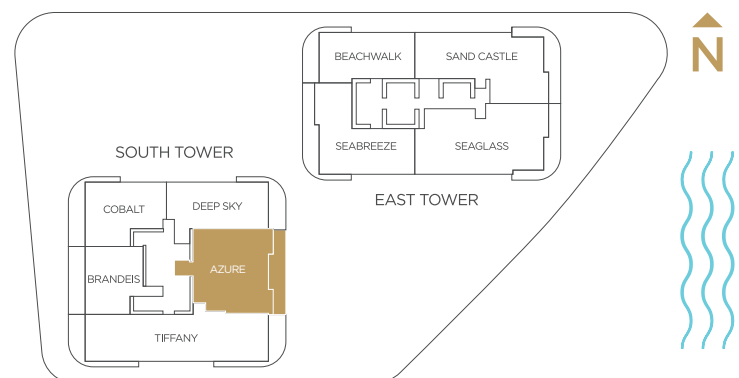 N
BEACHWALK
SAND CASTLE
SEABREEZE
SEAGLASS
EAST TOWER
SOUTH TOWER
COBALT
DEEP SKY
BRANDEIS
AZURE
TIFFANY